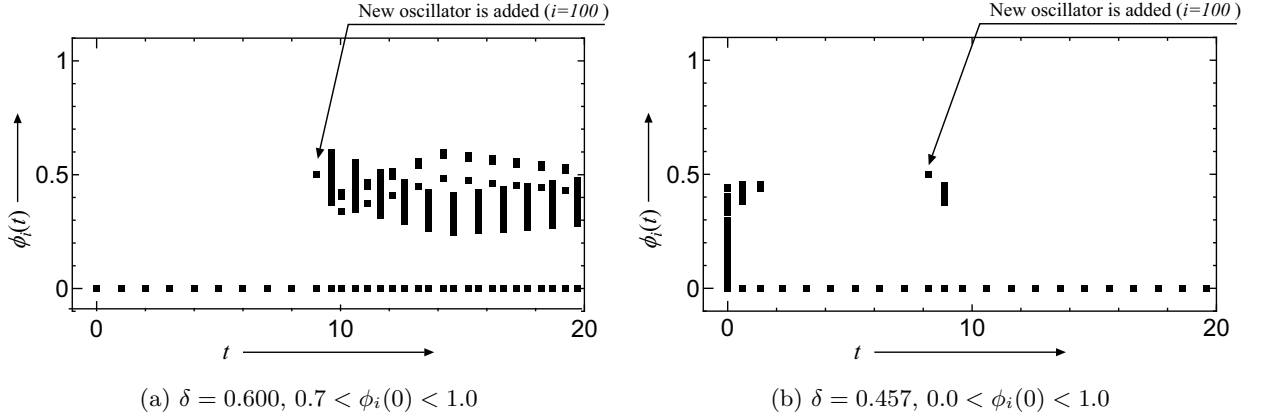 New oscillator is added (i=100 )
New oscillator is added (i=100 )
1
0.5
0
ϕi(t)
0
10
20
t
1
0.5
0
ϕi(t)
0
10
20
t
(a) δ = 0.600, 0.7 < ϕi(0) < 1.0
(b) δ = 0.457, 0.0 < ϕi(0) < 1.0